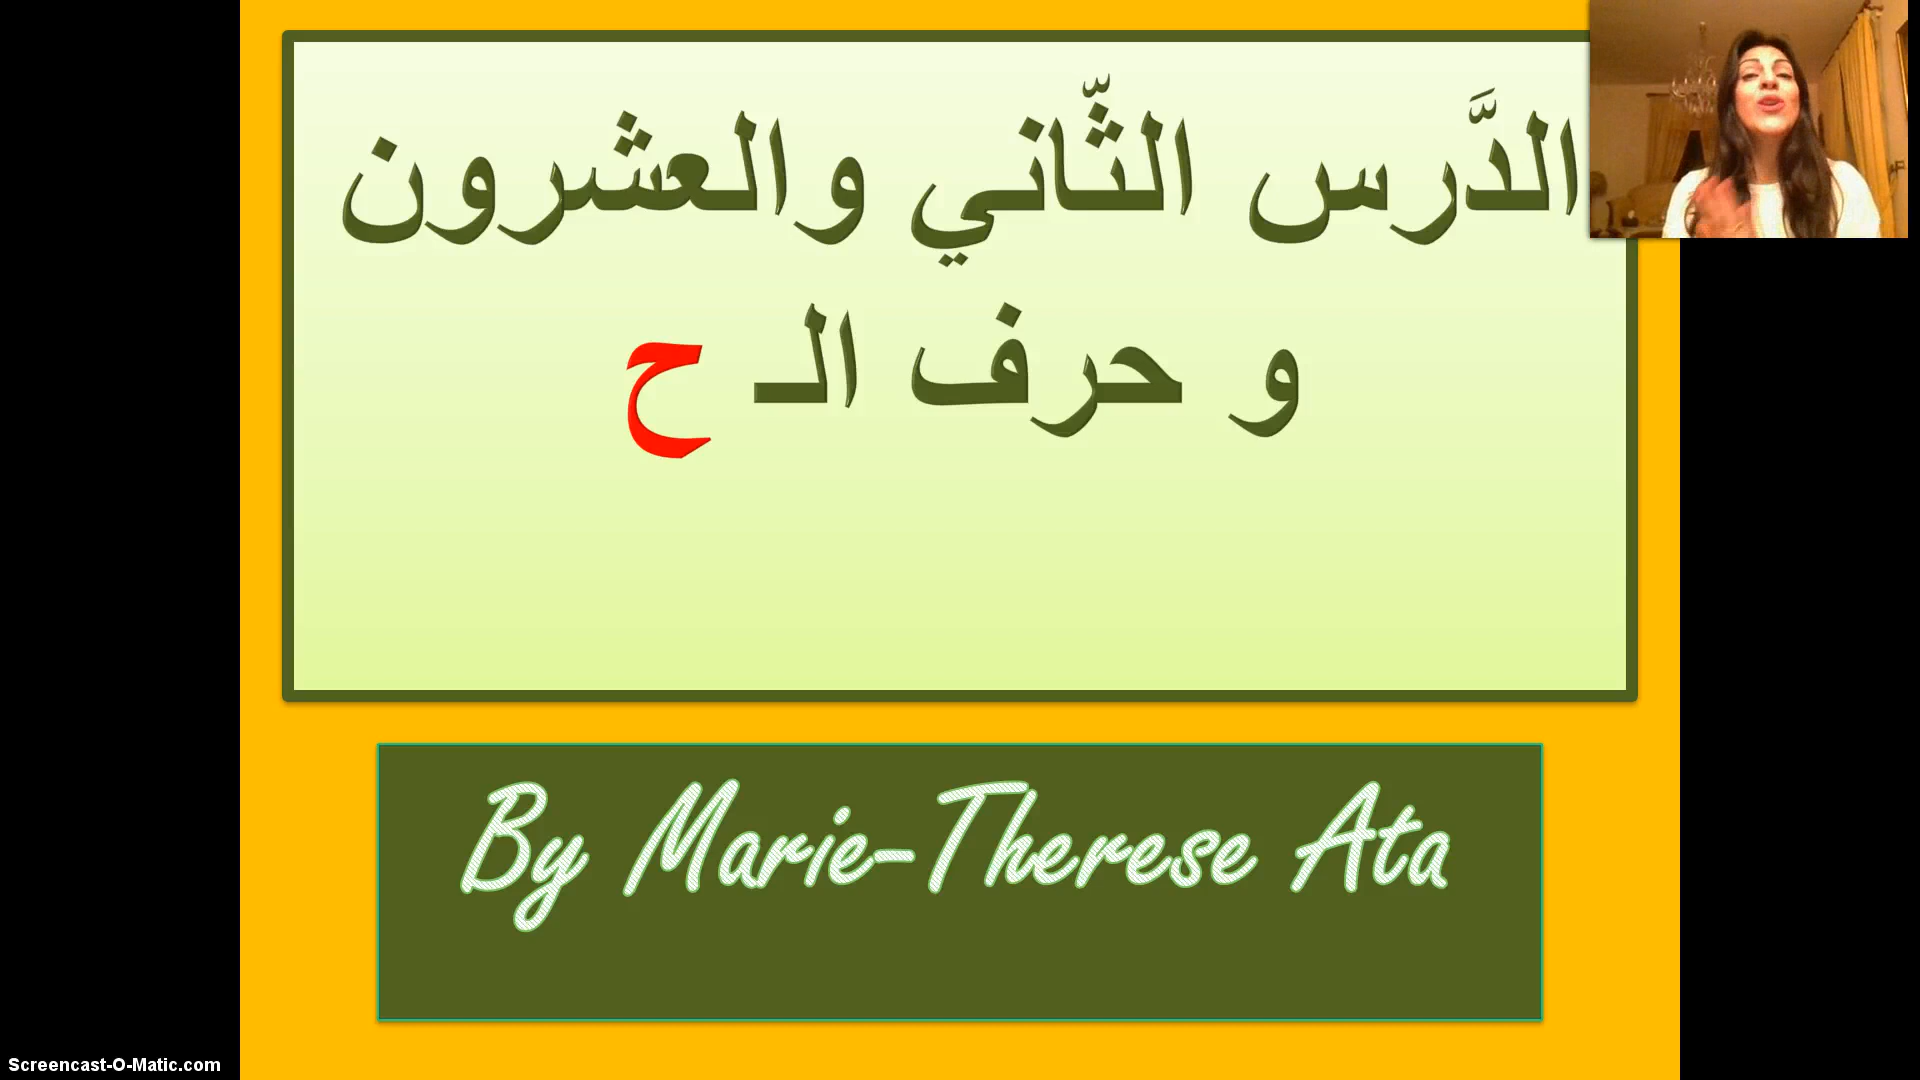 الدَّرس الثّاني والعشرون
و حرف الـ ح
By Marie-Therese Ata
Screencast-O-Matic.com